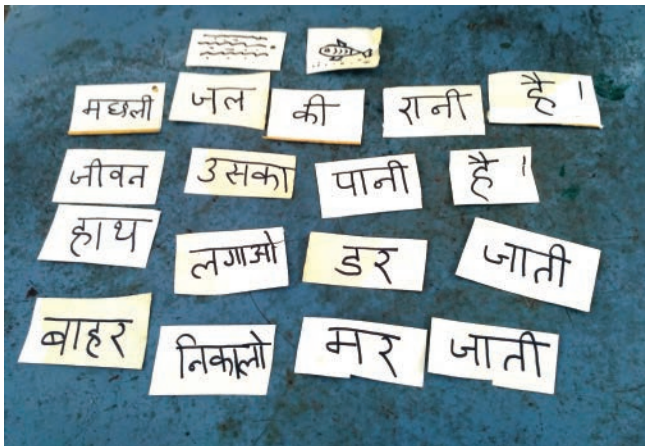 मछली जल की रानी है।
जीवन उसका पानी है।
हाथ लगाओ डर जाती
बाहर निकालो मर जाती